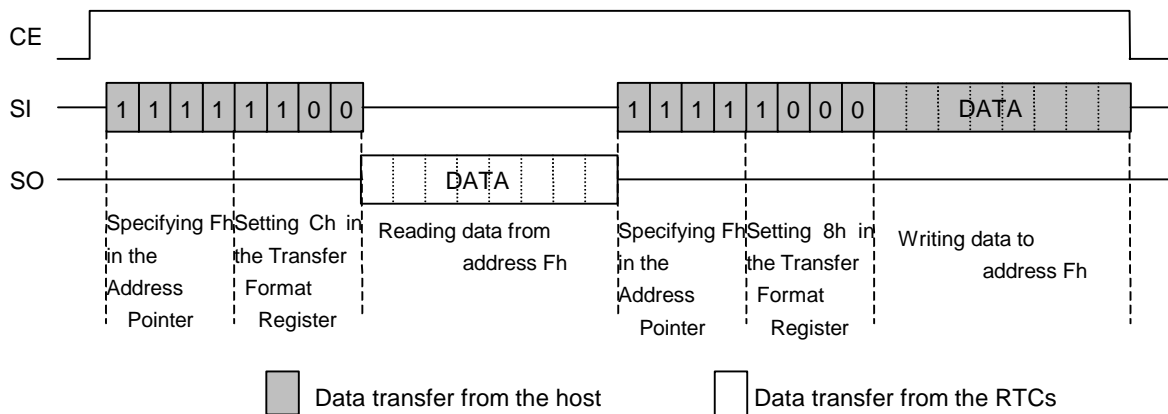 CE
SI
1 1 1 1 1 1 0 0
1 1 1 1 1 0 0 0
DATA
SO
DATA
Specifying Fh
in the
Address
Pointer
Setting Ch in
the Transfer
Format
Register
Reading data from
address Fh
Specifying Fh
in the
Address
Pointer
Setting 8h in
the Transfer
Format
Register
Writing data to
address Fh
Data transfer from the host
Data transfer from the RTCs